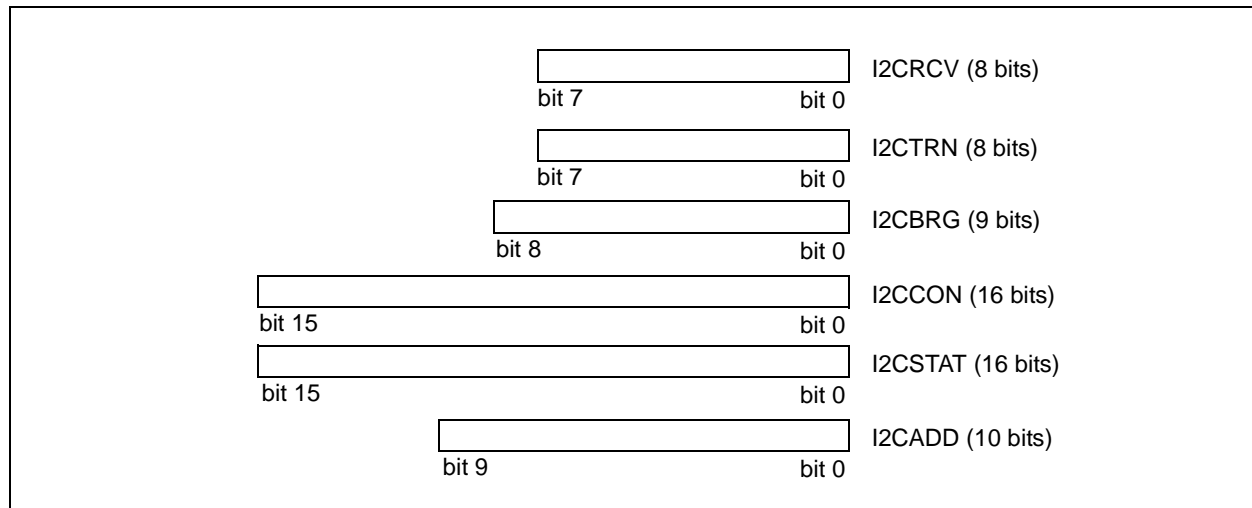 I2CRCV (8 bits)
bit 7 bit 0
I2CTRN (8 bits)
bit 7 bit 0
I2CBRG (9 bits)
bit 8 bit 0
I2CCON (16 bits)
bit 15 bit 0
I2CSTAT (16 bits)
bit 15 bit 0
I2CADD (10 bits)
bit 9 bit 0